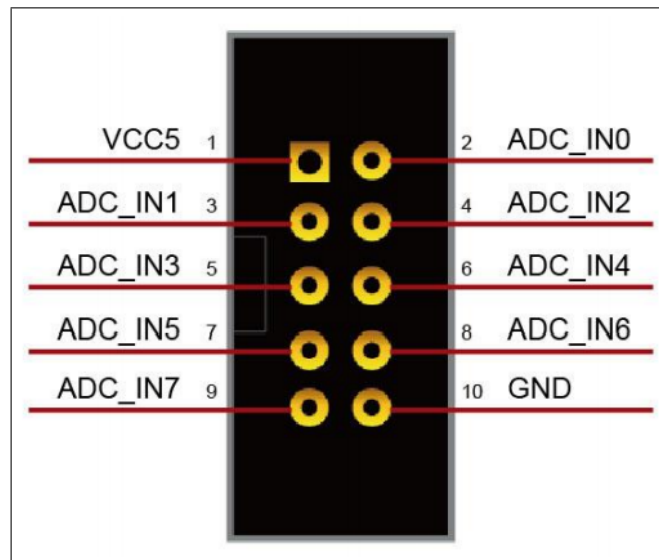 VCC5 1 2 ADC_IN0
ADC_IN1 3 4 ADC_IN2
ADC_IN3 5 6 ADC_IN4
ADC_IN5 7 8 ADC_IN6
ADC_IN7 9 10 GND